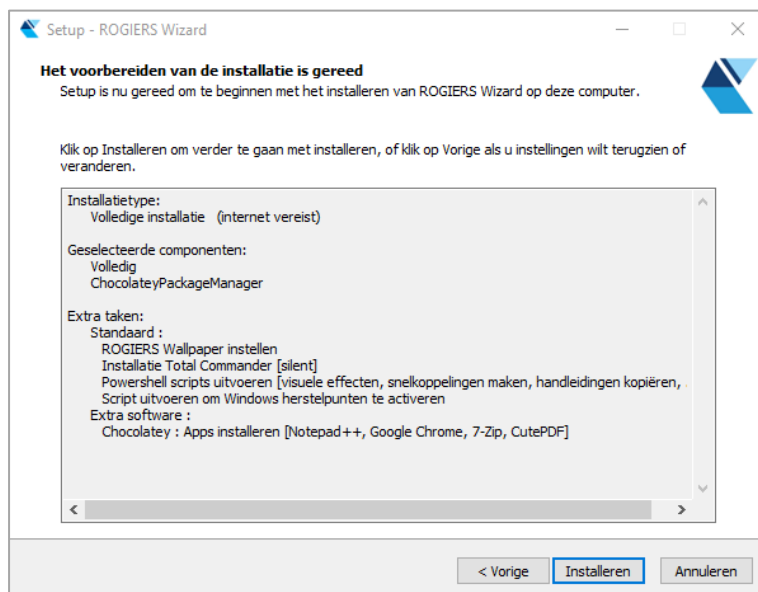 Setup - ROGIERS Wizard
Het voorbereiden van de installatie is gereed
Setup is nu gereed om te beginnen met het installeren van ROGIERS Wizard op deze computer.
Klik op Installeren om verder te gaan met installeren, of klik op Vorige als u instellingen wilt terugzien of
veranderen.
Installatietype:
Volledige installatie (internet vereist)
Geselecteerde componenten:
Volledig
ChocolateyPackageManager
Extra taken:
Standaard :
ROGIERS Wallpaper instellen
Installatie Total Commander [silent]
Powershell scripts uitvoeren [visuele effecten, snelkoppelingen maken, handleidingen kopiëren, .
Script uitvoeren om Windows herstelpunten te activeren
Extra software :
Chocolatey : Apps installeren [Notepad++, Google Chrome, 7-Zip, CutePDF]
< Vorige
Installeren
Annuleren